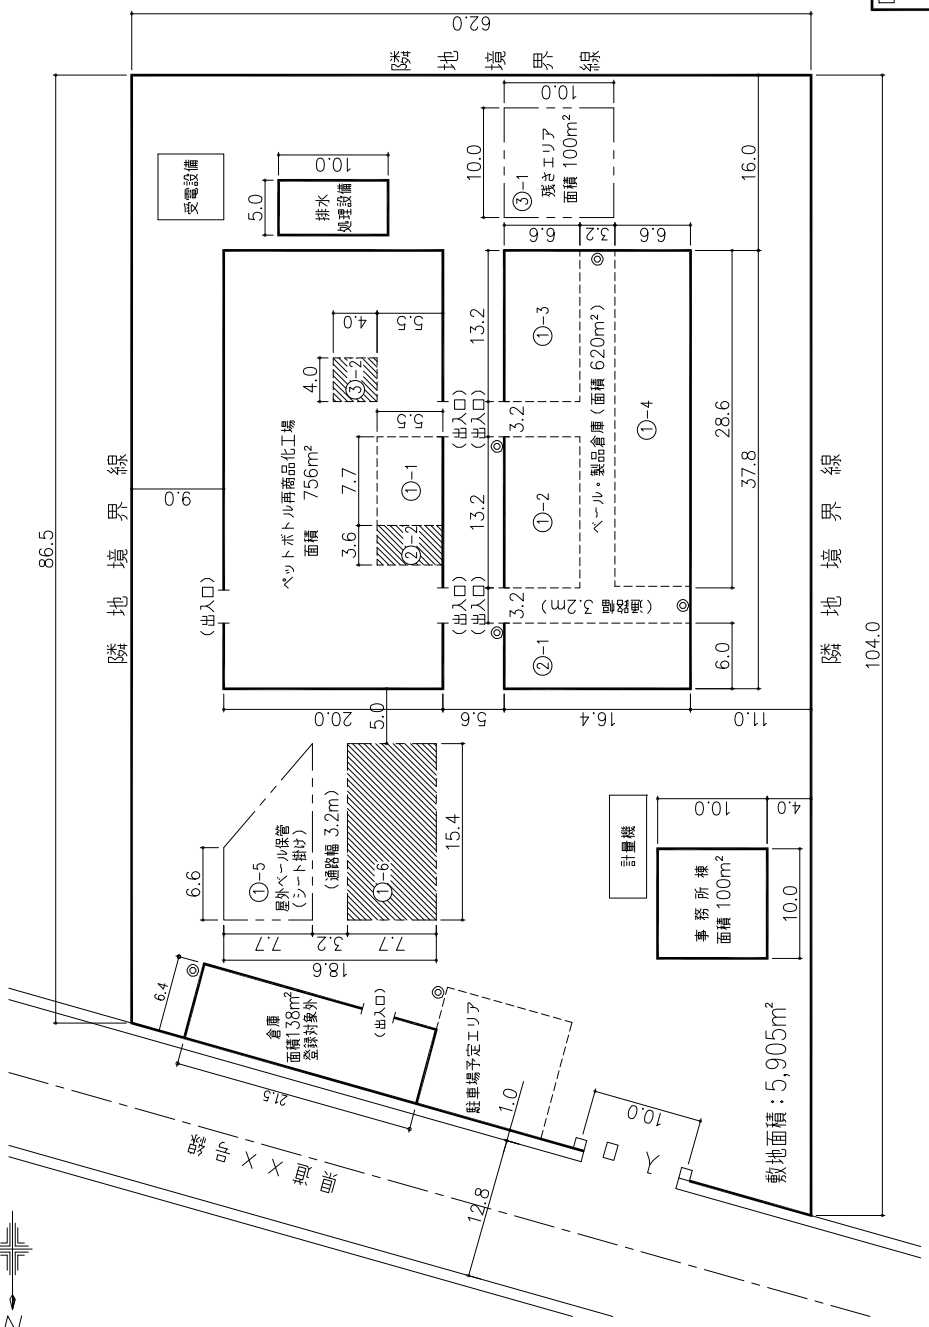 62.0
隣地境界線
86.5
受電設備
10.0
5.0
排水
処理設備
10.0
10.0
③-1
残さエリア
面積 100m²
16.0
6.6
3.2
6.6
隣地境界線
9.0
4.0
5.5
4.0
③-2
13.2
①-3
ペットボトル再商品化工場
面積 756m²
5.5
7.7
①-1
3.6
②-2
(出入口)
(出入口)
3.2
13.2
①-2
ベール・製品倉庫(面積 620m²)
①-4
28.6
37.8
(出入口)
(出入口)
(出入口)
3.2
(通路幅 3.2m)
②-1
6.0
隣地境界線
104.0
20.0
5.0
5.6
16.4
11.0
6.6
①-5
屋外ベール保管
(シート掛け)
(通路幅 3.2m)
①-6
15.4
7.7
3.2
7.7
18.6
計量機
10.0
4.0
事務所棟
面積 100m²
10.0
6.4
倉庫
面積138m²
登録対象外
(出入口)
21.5
駐車場予定エリア
1.0
10.0
入口
敷地面積:5,905m²
県道××号線
12.8
N